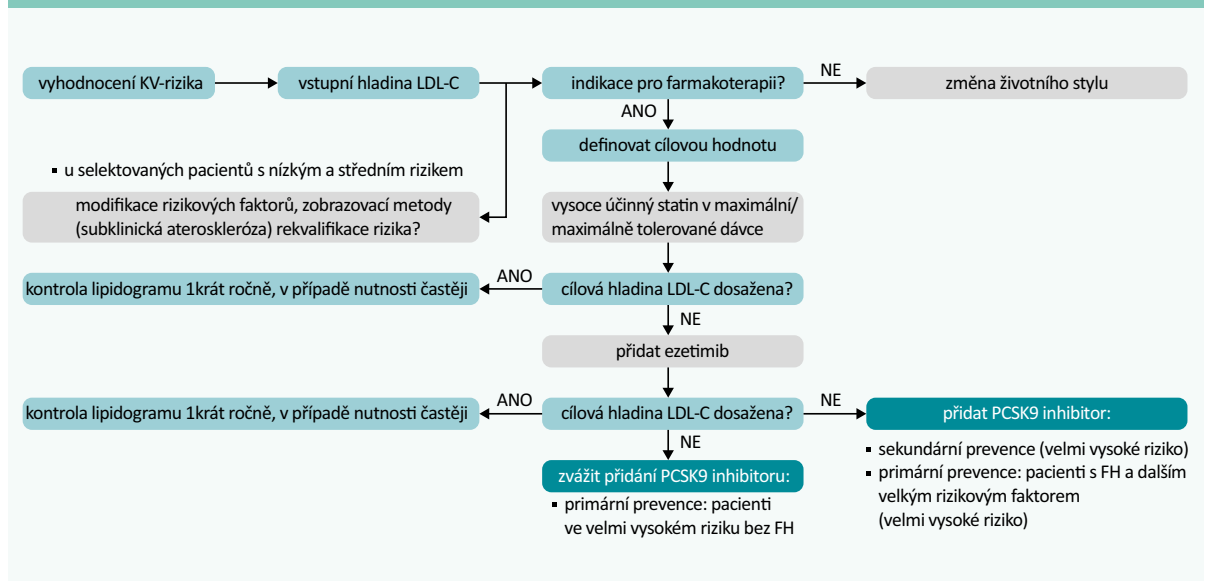 vyhodnocení KV-rizika
vstupní hladina LDL-C
indikace pro farmakoterapii?
NE
změna životního stylu
ANO
definovat cílovou hodnotu
▪ u selektovaných pacientů s nízkým a středním rizikem
modifikace rizikových faktorů, zobrazovací metody
(subklinická ateroskleróza) rekvalifikace rizika?
vysoce účinný statin v maximální/
maximálně tolerované dávce
kontrola lipidogramu 1krát ročně, v případě nutnosti častěji
ANO
cílová hladina LDL-C dosažena?
NE
přidat ezetimib
kontrola lipidogramu 1krát ročně, v případě nutnosti častěji
ANO
cílová hladina LDL-C dosažena?
NE
přidat PCSK9 inhibitor:
▪ sekundární prevence (velmi vysoké riziko)
▪ primární prevence: pacienti s FH a dalším
velkým rizikovým faktorem
(velmi vysoké riziko)
NE
zvážit přidání PCSK9 inhibitoru:
▪ primární prevence: pacienti
ve velmi vysokém riziku bez FH